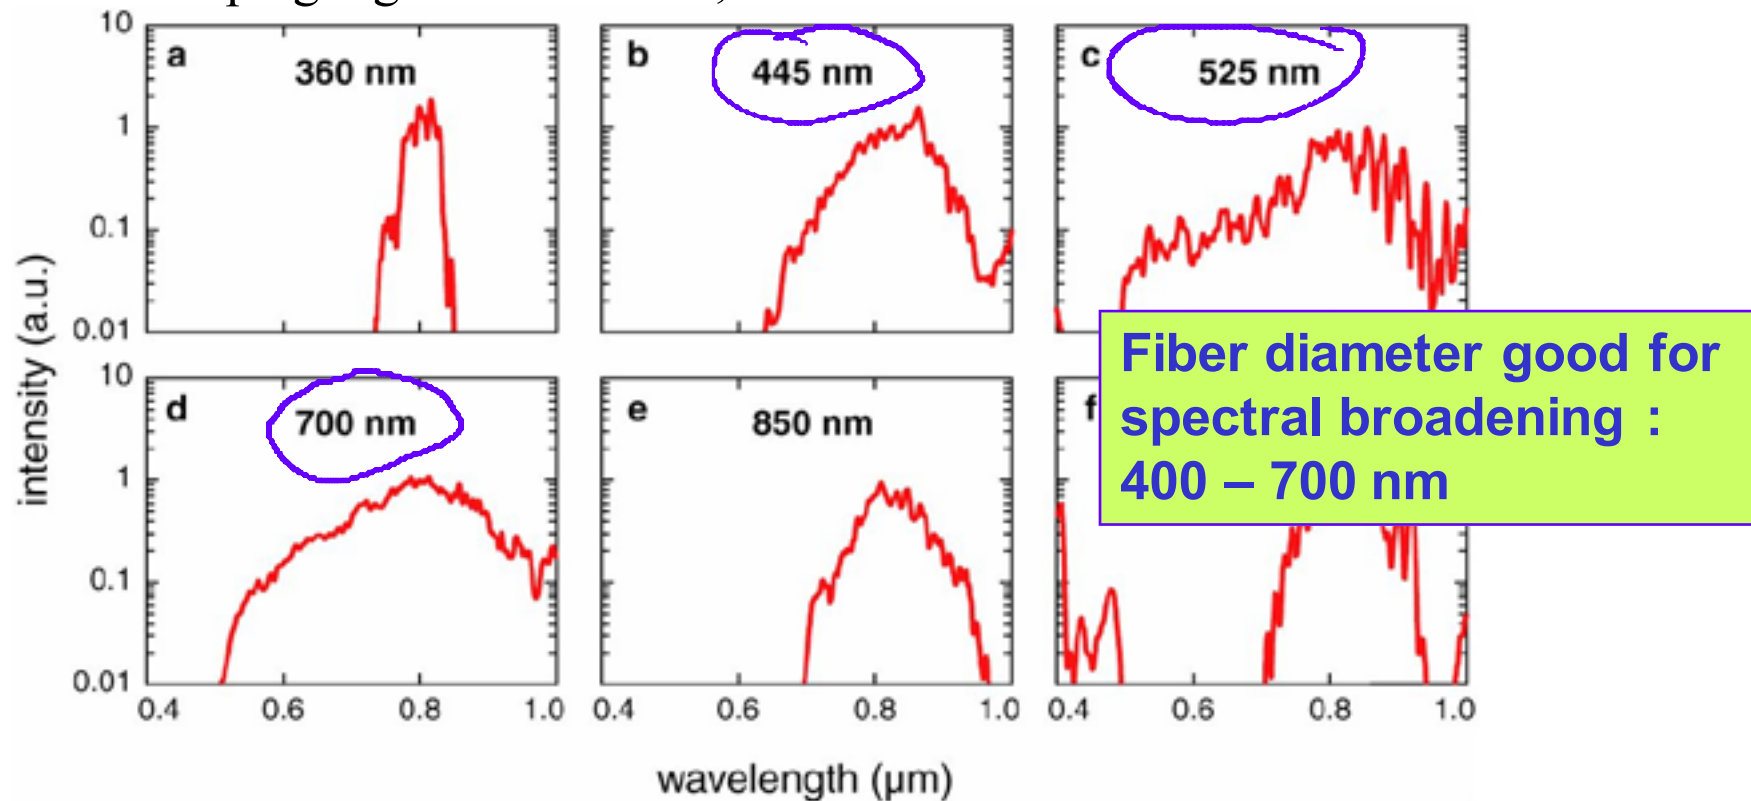 a
360 nm
b
445 nm
c
525 nm
10
1
0.1
0.01
intensity (a.u.)
d
700 nm
e
850 nm
f
10
1
0.1
0.01
Fiber diameter good for
spectral broadening :
400 – 700 nm
0.4 0.6 0.8 1.0
0.4 0.6 0.8 1.0
0.4 0.6 0.8 1.0
wavelength (µm)